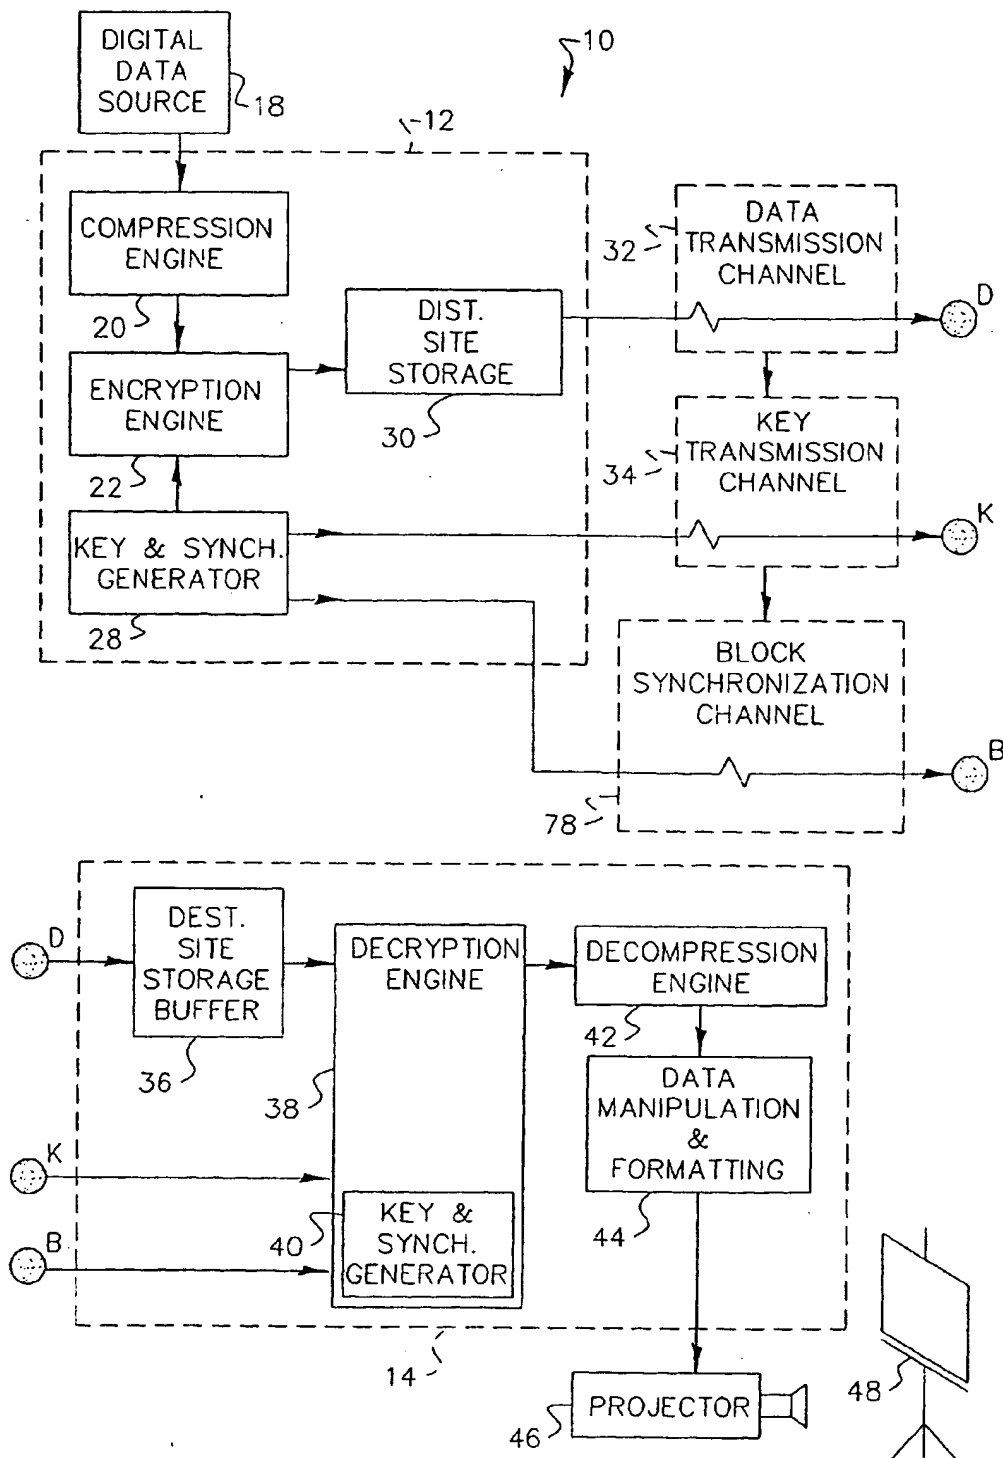 DIGITAL
DATA
SOURCE
18
10
12
COMPRESSION
ENGINE
20
ENCRYPTION
ENGINE
22
KEY & SYNCH.
GENERATOR
28
DIST.
SITE
STORAGE
30
DATA
TRANSMISSION
CHANNEL
32
D
KEY
TRANSMISSION
CHANNEL
34
K
BLOCK
SYNCHRONIZATION
CHANNEL
78
B
D
DEST.
SITE
STORAGE
BUFFER
36
DECRYPTION
ENGINE
38
K
B
40
KEY &
SYNCH.
GENERATOR
DECOMPRESSION
ENGINE
42
DATA
MANIPULATION
&
FORMATTING
44
14
PROJECTOR
46
48